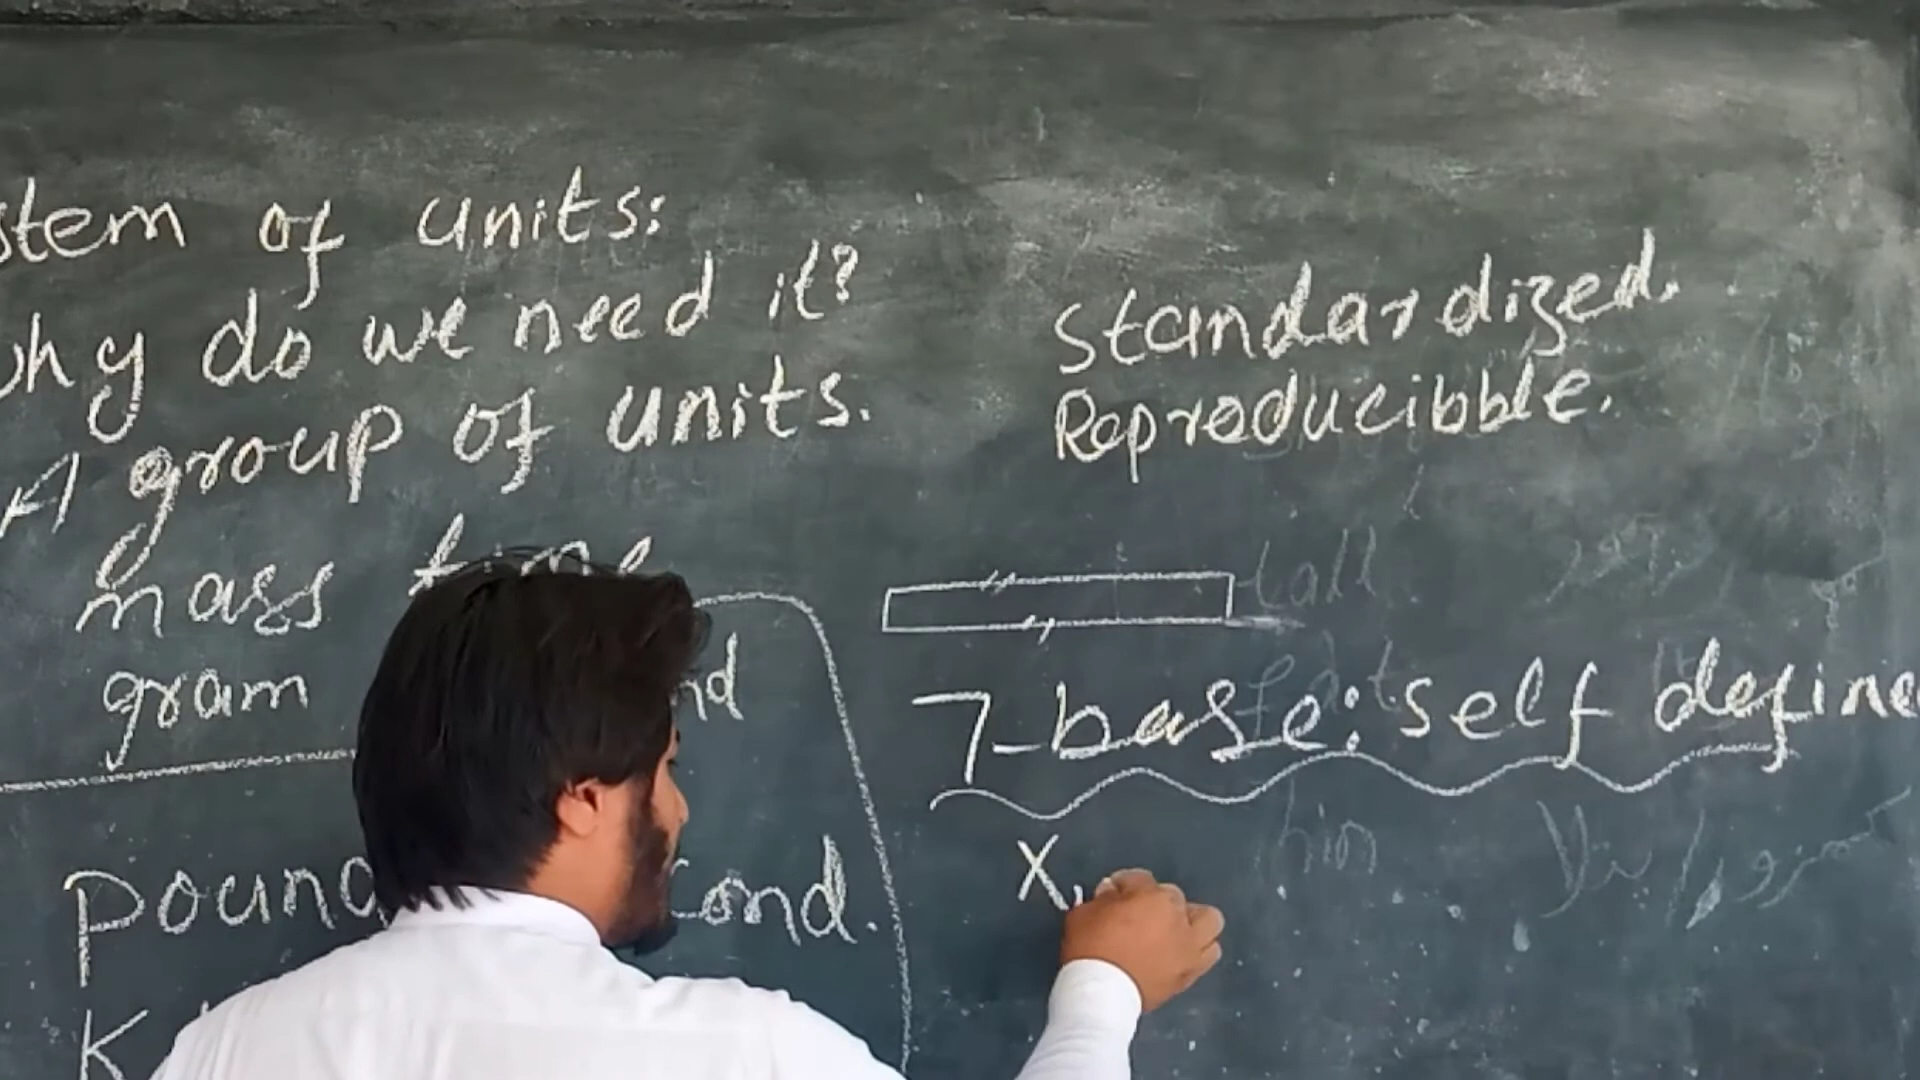 stem of units:
why do we need it?
A group of units.
mass time
gram nd
Pound cond.
K
Standardized.
Reproducibble.
7-base: self define
X,